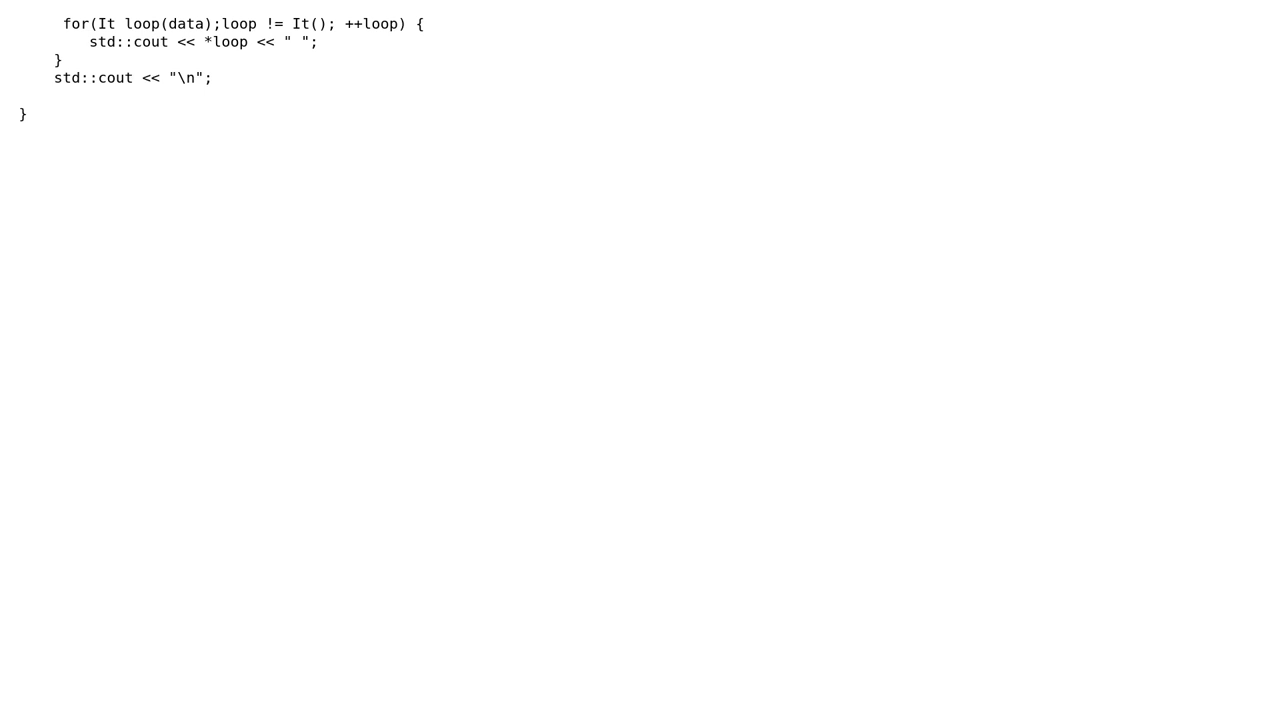 for(It loop(data);loop != It(); ++loop) {
        std::cout << *loop << " ";
    }
    std::cout << "\n";

}